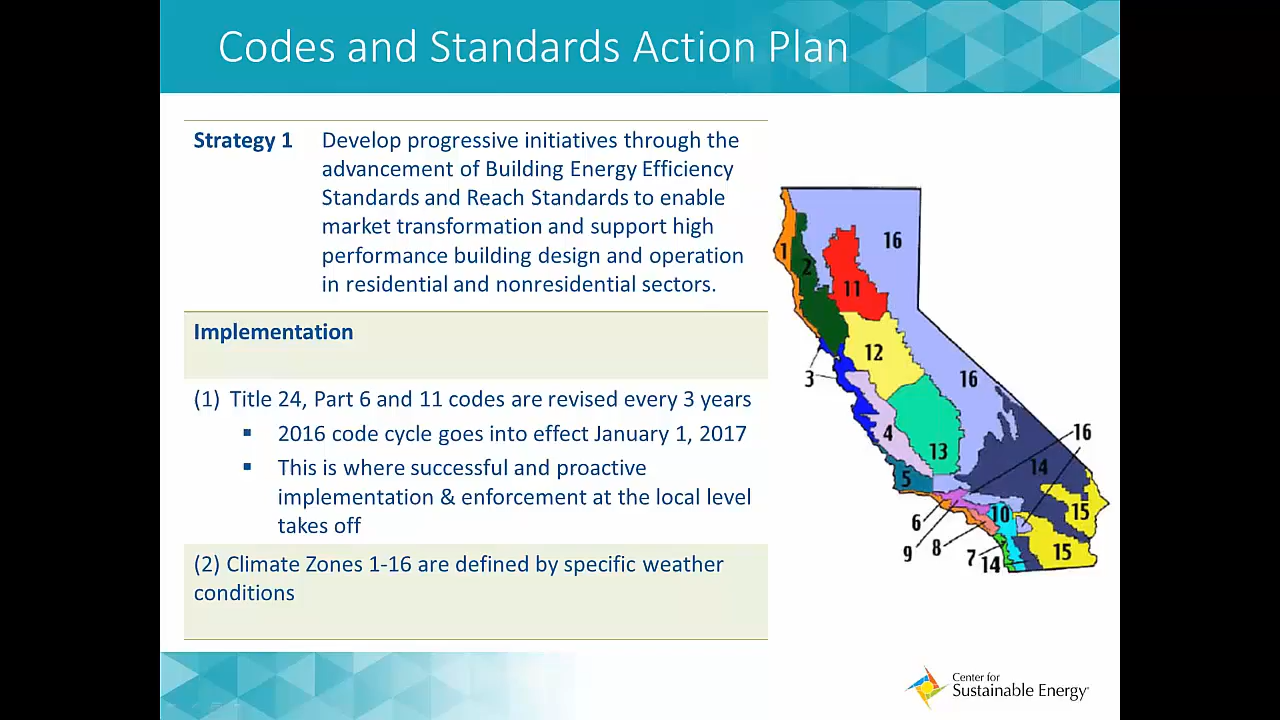 Codes and Standards Action Plan
Strategy 1
Develop progressive initiatives through the
advancement of Building Energy Efficiency
Standards and Reach Standards to enable
market transformation and support high
performance building design and operation
in residential and nonresidential sectors.
Implementation
(1) Title 24, Part 6 and 11 codes are revised every 3 years
▪ 2016 code cycle goes into effect January 1, 2017
▪ This is where successful and proactive
implementation & enforcement at the local level
takes off
(2) Climate Zones 1-16 are defined by specific weather
conditions
16
1
2
11
12
3
16
4
13
16
14
5
6
10
15
9
8
7
14
15
Center for
Sustainable Energy